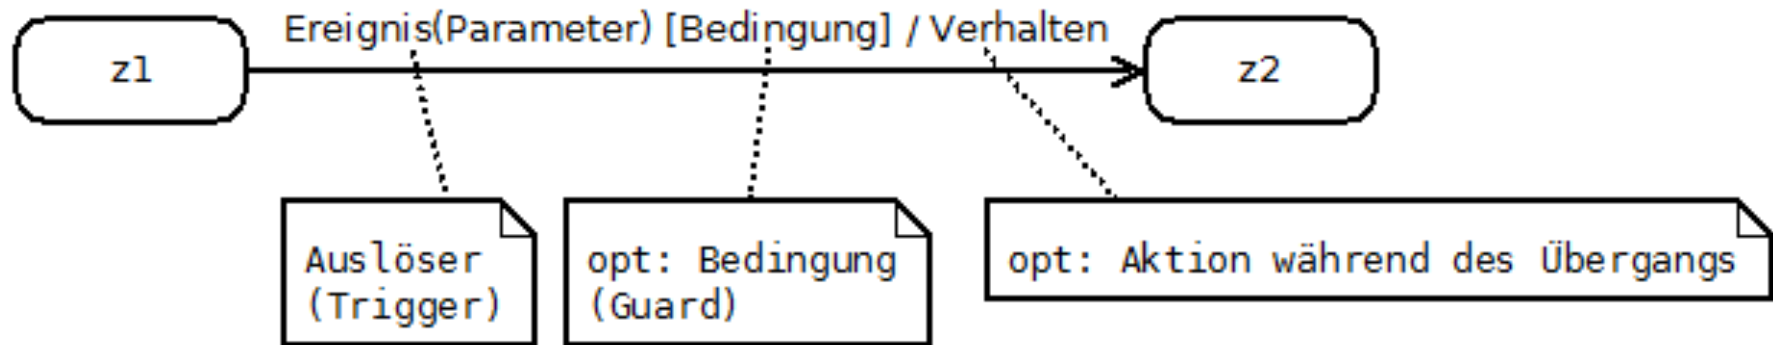 Ereignis(Parameter) [Bedingung] / Verhalten
z1
z2
Auslöser
(Trigger)
opt: Bedingung
(Guard)
opt: Aktion während des Übergangs